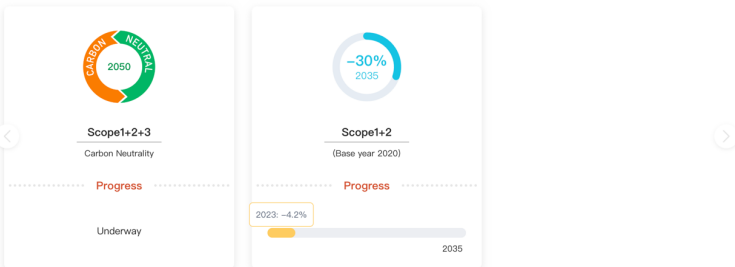 CARBON NEUTRAL
2050
Scope1+2+3
Carbon Neutrality
Progress
Underway
−30%
2035
Scope1+2
(Base year 2020)
Progress
2023: −4.2%
2035